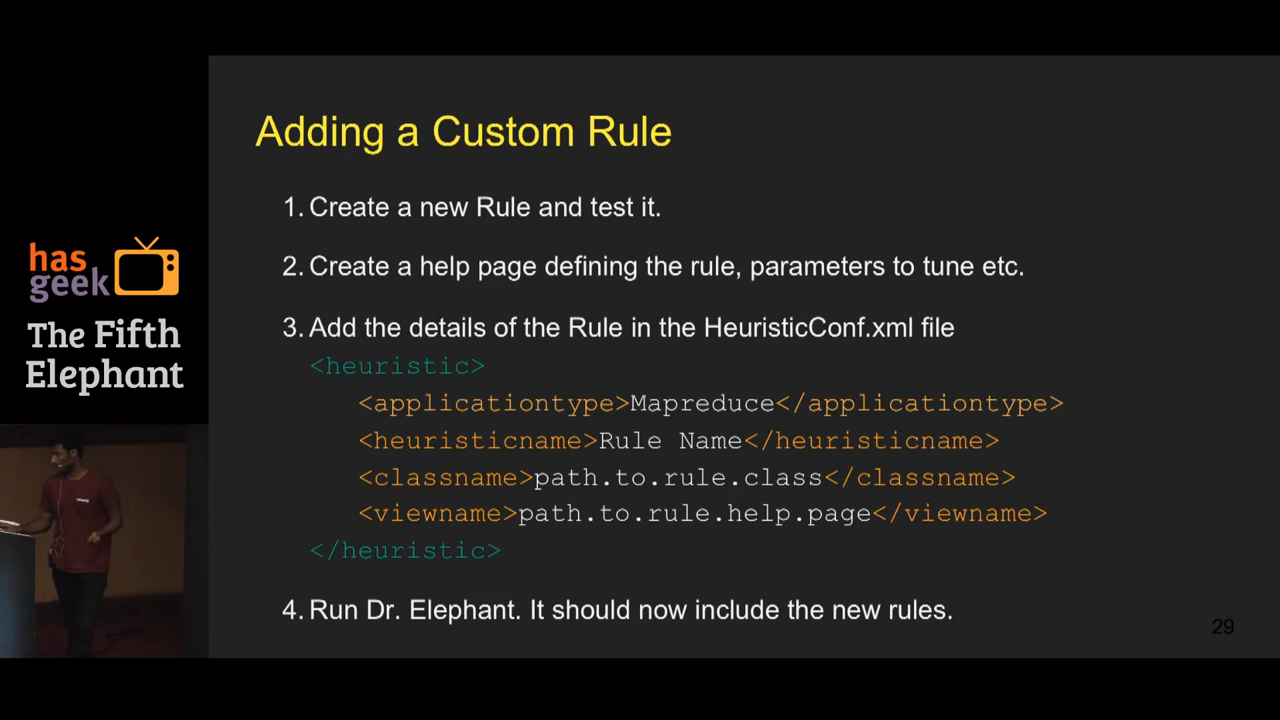 Adding a Custom Rule
1. Create a new Rule and test it.
2. Create a help page defining the rule, parameters to tune etc.
3. Add the details of the Rule in the HeuristicConf.xml file
<heuristic>
<applicationtype>Mapreduce</applicationtype>
<heuristicname>Rule Name</heuristicname>
<classname>path.to.rule.class</classname>
<viewname>path.to.rule.help.page</viewname>
</heuristic>
4. Run Dr. Elephant. It should now include the new rules.
29
has
geek
The Fifth
Elephant